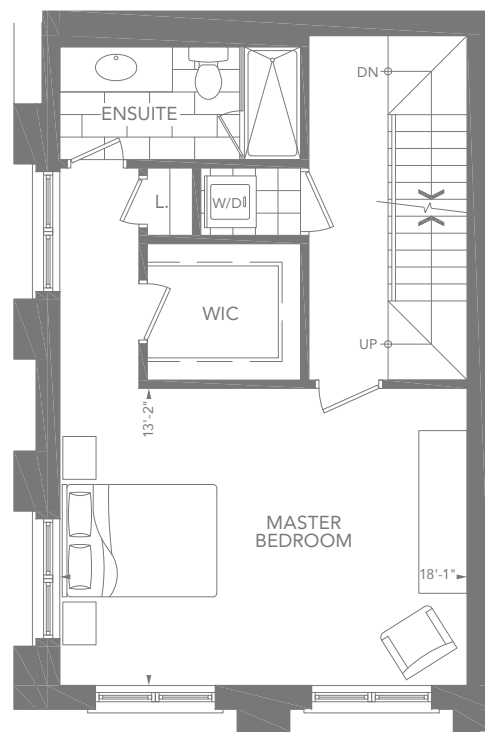 DN
ENSUITE
L.
W/D
WIC
UP
13'-2"
MASTER
BEDROOM
18'-1"